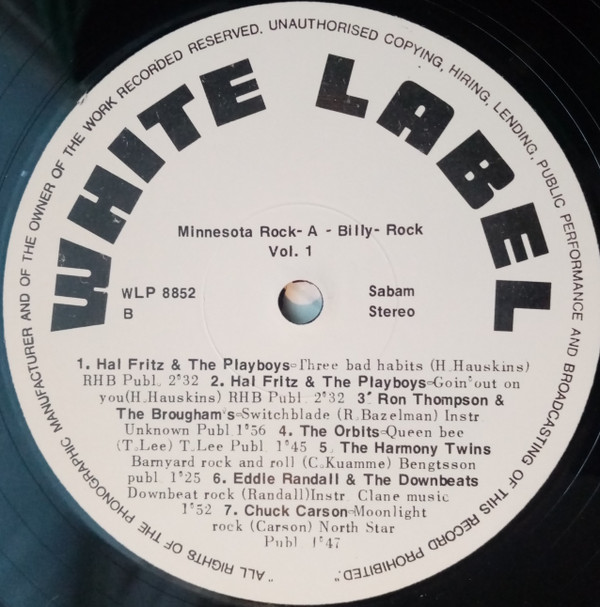 "ALL RIGHTS OF THE PHONOGRAPHIC MANUFACTURER AND OF THE OWNER OF THE WORK RECORDED RESERVED. UNAUTHORISED COPYING, HIRING, LENDING, PUBLIC PERFORMANCE AND BROADCASTING OF THIS RECORD PROHIBITED."
WHITE LABEL
Minnesota Rock-A - Billy- Rock
Vol. 1
WLP 8852 Sabam
B Stereo
1. Hal Fritz & The Playboys=Three bad habits (H.Hauskins)
RHB Publ. 2°32 2. Hal Fritz & The Playboys=Goin'out on
you(H.Hauskins) RHB Publ. 2°32 3. Ron Thompson &
The Brougham's=Switchblade (R.Bazelman) Instr
Unknown Publ 1°56 4. The Orbits=Queen bee
(T.Lee) T.Lee Publ 1°45 5. The Harmony Twins
Barnyard rock and roll (C.Kuamme) Bengtsson
publ 1°25 6. Eddie Randall & The Downbeats
Downbeat rock (Randall)Instr Clane music
1°52 7. Chuck Carson=Moonlight
rock (Carson) North Star
Publ 1°47